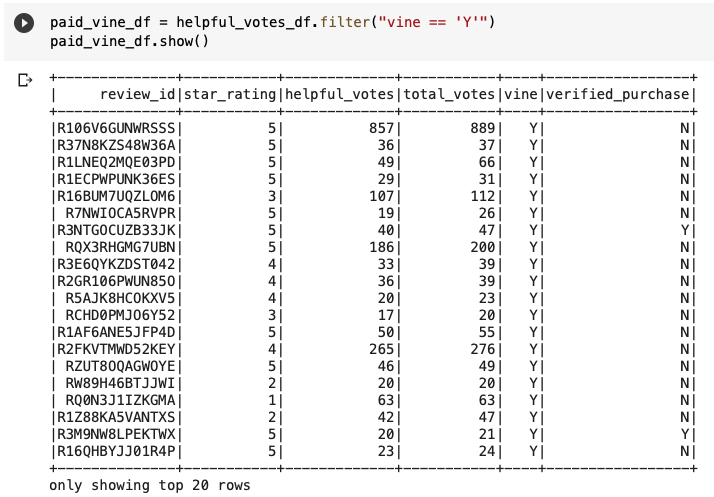 paid_vine_df = helpful_votes_df.filter("vine == 'Y'")
paid_vine_df.show()
+--------------+-----------+-------------+-----------+----+-----------------+
|     review_id|star_rating|helpful_votes|total_votes|vine|verified_purchase|
+--------------+-----------+-------------+-----------+----+-----------------+
|R106V6GUNWRSSS|          5|          857|        889|   Y|                N|
|R37N8KZS48W36A|          5|           36|         37|   Y|                N|
|R1LNEQ2MQE03PD|          5|           49|         66|   Y|                N|
|R1ECPWPUNK36ES|          5|           29|         31|   Y|                N|
|R16BUM7UQZLOM6|          3|          107|        112|   Y|                N|
| R7NWIOCA5RVPR|          5|           19|         26|   Y|                N|
|R3NTGOCUZB33JK|          5|           40|         47|   Y|                Y|
| RQX3RHGMG7UBN|          5|          186|        200|   Y|                N|
|R3E6QYKZDST042|          4|           33|         39|   Y|                N|
|R2GR106PWUN85O|          4|           36|         39|   Y|                N|
| R5AJK8HCOKXV5|          4|           20|         23|   Y|                N|
| RCHD0PMJO6Y52|          3|           17|         20|   Y|                N|
|R1AF6ANE5JFP4D|          5|           50|         55|   Y|                N|
|R2FKVTMWD52KEY|          4|          265|        276|   Y|                N|
| RZUT8OQAGWOYE|          5|           46|         49|   Y|                N|
| RW89H46BTJJWI|          2|           20|         20|   Y|                N|
| RQ0N3J1IZKGMA|          1|           63|         63|   Y|                N|
|R1Z88KA5VANTXS|          2|           42|         47|   Y|                N|
|R3M9NW8LPEKTWX|          5|           20|         21|   Y|                Y|
|R16QHBYJJ01R4P|          5|           23|         24|   Y|                N|
+--------------+-----------+-------------+-----------+----+-----------------+
only showing top 20 rows